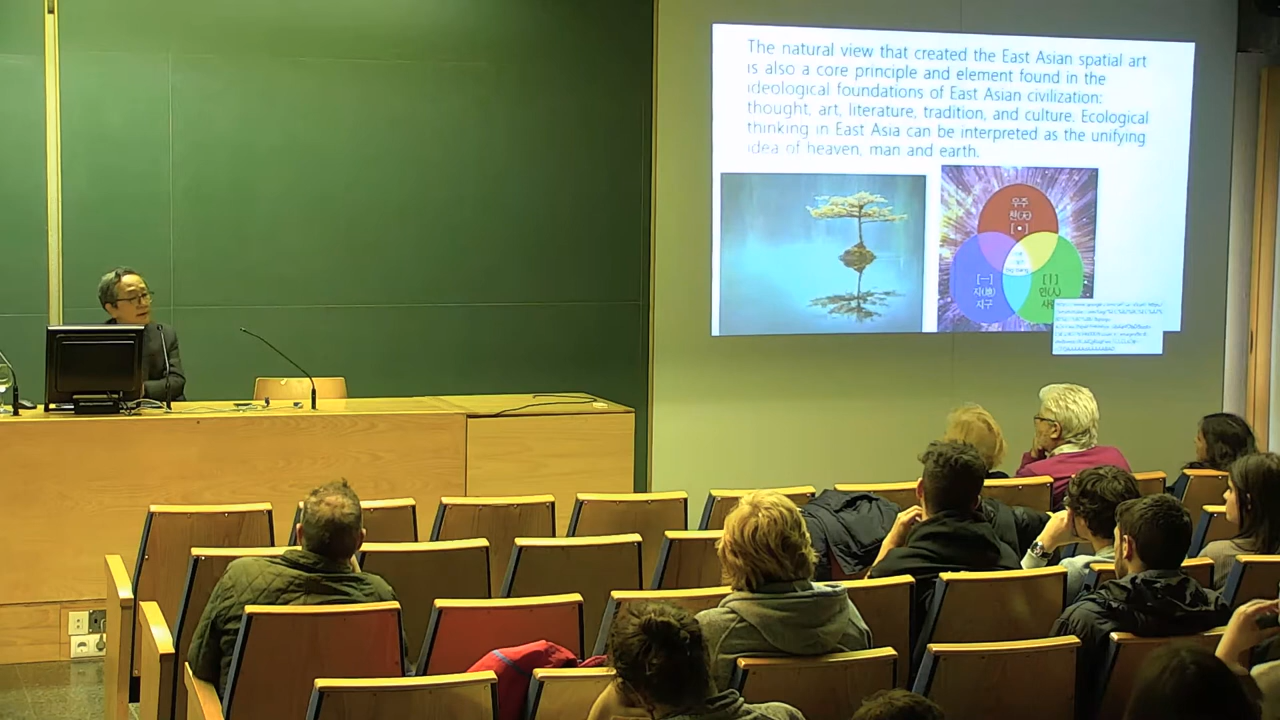 The natural view that created the East Asian spatial art
is also a core principle and element found in the
ideological foundations of East Asian civilization:
thought, art, literature, tradition, and culture. Ecological
thinking in East Asia can be interpreted as the unifying
idea of heaven, man and earth.
우주
천(天)
[•]
[一]
지(地)
지구
[ㅣ]
인(人)